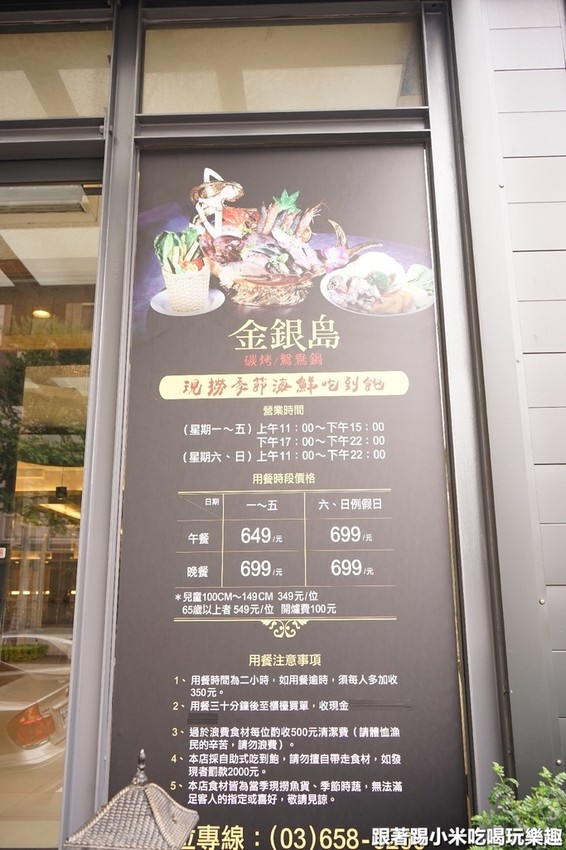 金銀島
碳烤/鴛鴦鍋
現撈季節海鮮吃到飽
營業時間
(星期一～五)上午11：00～下午15：00
下午17：00～下午22：00
(星期六、日)上午11：00～下午22：00
用餐時段價格
日期 一～五 六、日例假日
午餐 649/元 699/元
晚餐 699/元 699/元
＊兒童100CM～149CM 349元/位
65歲以上者549元/位 開爐費100元
用餐注意事項
1、用餐時間為二小時，如用餐逾時，須每人多加收
350元。
2、用餐三十分鐘後至櫃檯買單，收現金
3、過於浪費食材每位酌收500元清潔費（請體恤漁
民的辛苦，請勿浪費）。
4、本店採自助式吃到飽，請勿擅自帶走食材，如發
現者罰款2000元。
5、本店食材皆為當季現撈魚貨、季節時蔬，無法滿
足客人的指定或喜好，敬請見諒。
位專線：(03)658-
跟著踢小米吃喝玩樂趣